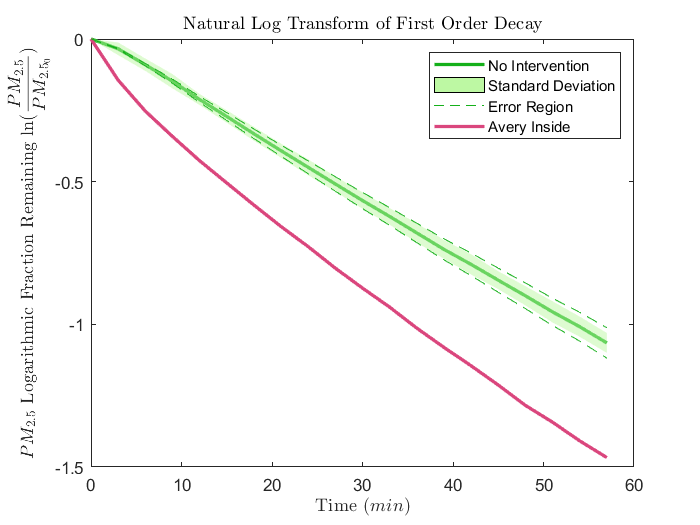 Natural Log Transform of First Order Decay
PM2.5 Logarithmic Fraction Remaining ln(PM2.5/PM2.50)
0
-0.5
-1
-1.5
No Intervention
Standard Deviation
Error Region
Avery Inside
0 10 20 30 40 50 60
Time (min)